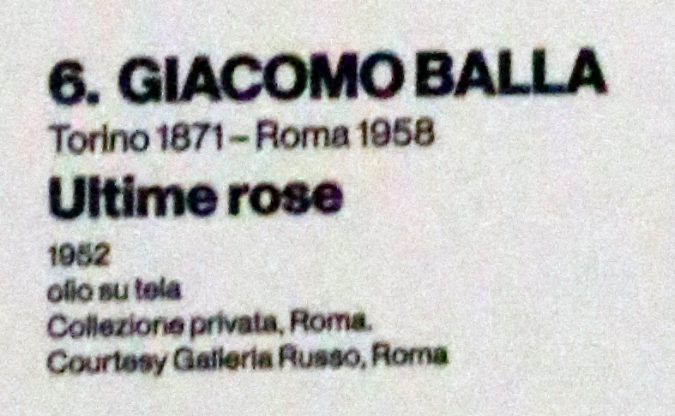 6. GIACOMO BALLA
Torino 1871 – Roma 1958
Ultime rose
1952
olio su tela
Collezione privata, Roma.
Courtesy Galleria Russo, Roma